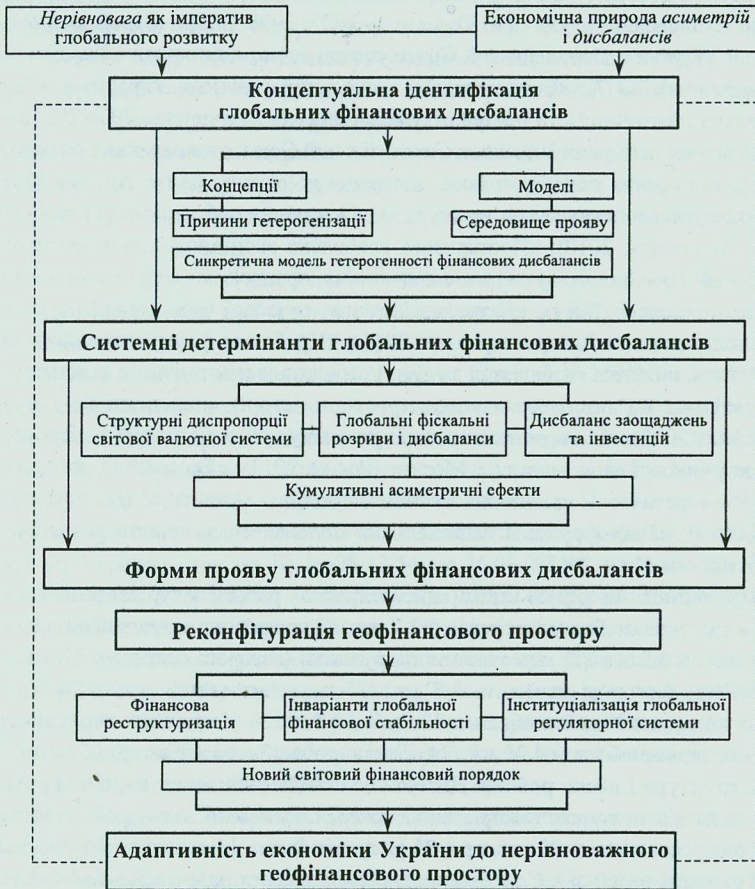 Нерівновага як імператив
глобального розвитку
Економічна природа асиметрій
і дисбалансів
Концептуальна ідентифікація
глобальних фінансових дисбалансів
Концепції
Моделі
Причини гетерогенізації
Середовище прояву
Синкретична модель гетерогенності фінансових дисбалансів
Системні детермінанти глобальних фінансових дисбалансів
Структурні диспропорції
світової валютної системи
Глобальні фіскальні
розриви і дисбаланси
Дисбаланс заощаджень
та інвестицій
Кумулятивні асиметричні ефекти
Форми прояву глобальних фінансових дисбалансів
Реконфігурація геофінансового простору
Фінансова
реструктуризація
Інваріанти глобальної
фінансової стабільності
Інституціалізація глобальної
регуляторної системи
Новий світовий фінансовий порядок
Адаптивність економіки України до нерівноважного
геофінансового простору